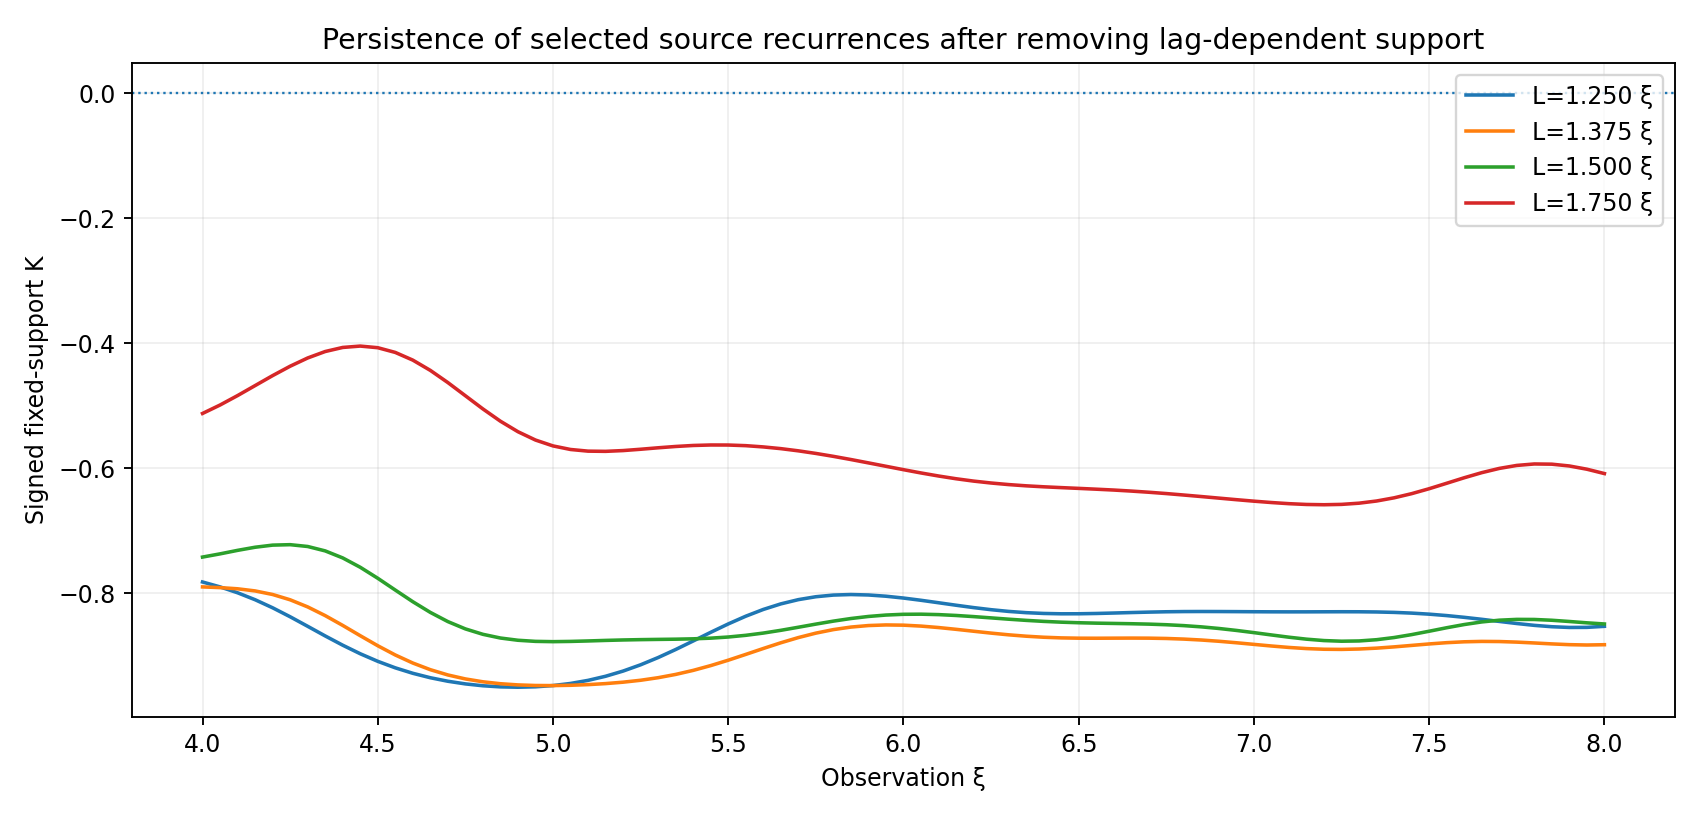 Persistence of selected source recurrences after removing lag-dependent support
Signed fixed-support K
0.0
−0.2
−0.4
−0.6
−0.8
L=1.250 ξ
L=1.375 ξ
L=1.500 ξ
L=1.750 ξ
4.0 4.5 5.0 5.5 6.0 6.5 7.0 7.5 8.0
Observation ξ